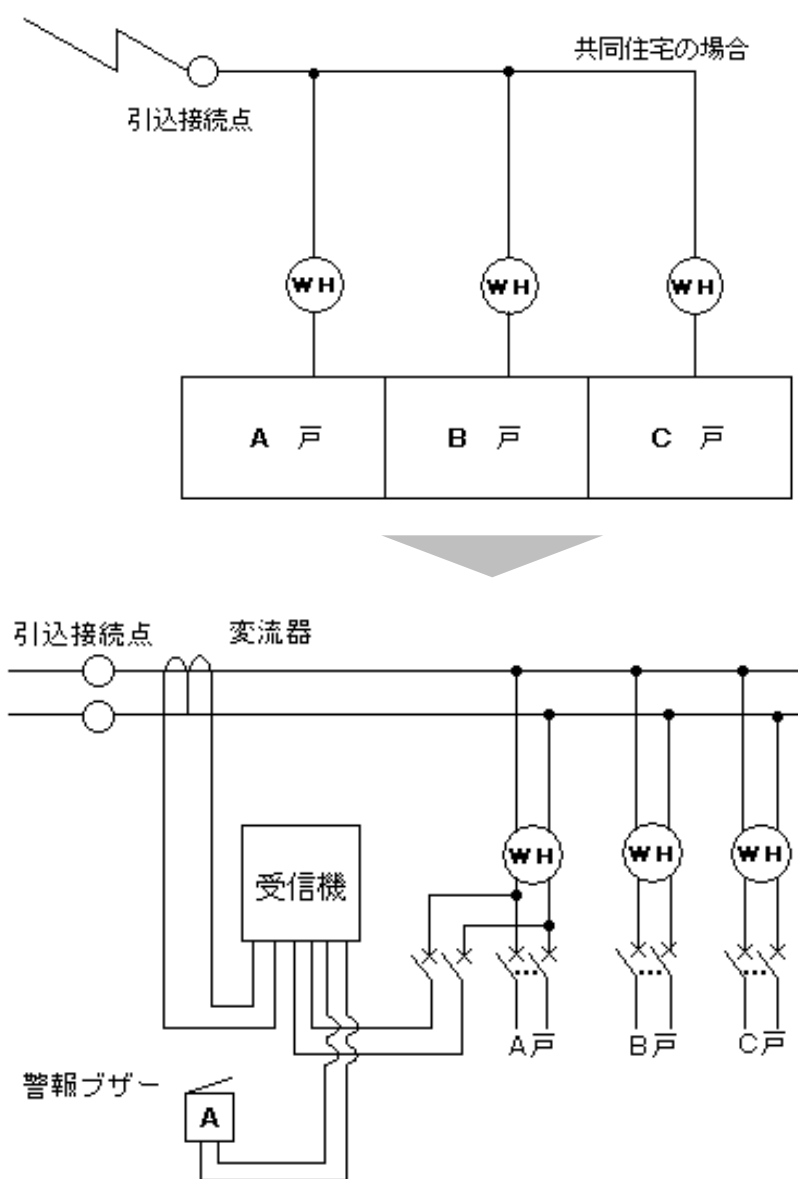 共同住宅の場合
引込接続点
WH WH WH
A 戸 B 戸 C 戸
引込接続点 変流器
WH WH WH
受信機
A戸 B戸 C戸
警報ブザー
A